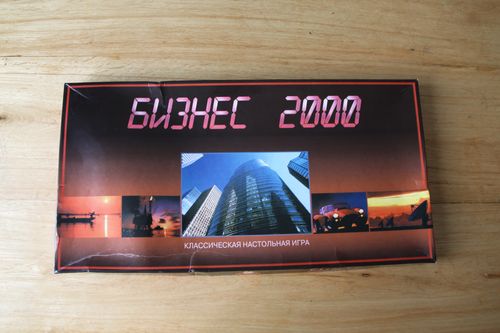 БИЗНЕС 2000
КЛАССИЧЕСКАЯ НАСТОЛЬНАЯ ИГРА